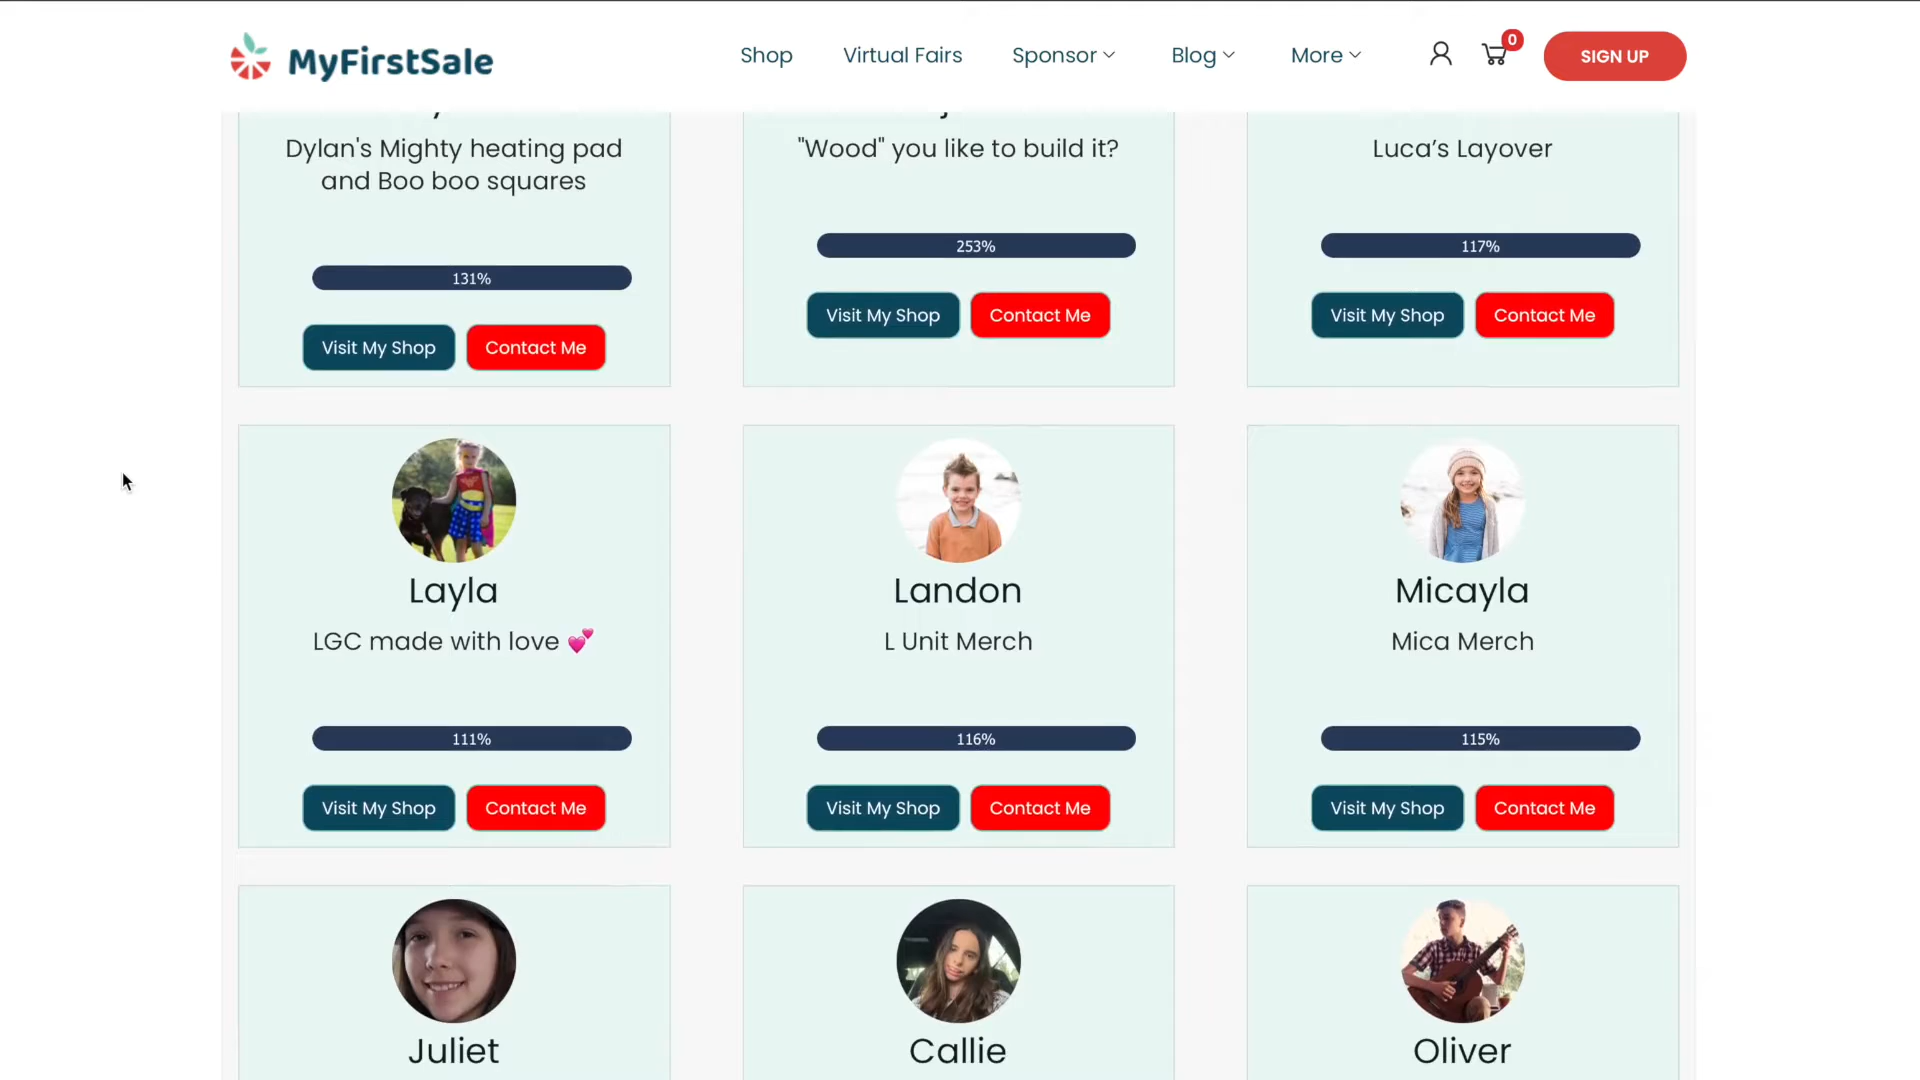 MyFirstSale
Shop
Virtual Fairs
Sponsor
Blog
More
0
SIGN UP
Dylan's Mighty heating pad
and Boo boo squares
131%
Visit My Shop
Contact Me
"Wood" you like to build it?
253%
Visit My Shop
Contact Me
Luca’s Layover
117%
Visit My Shop
Contact Me
Layla
LGC made with love 💕
111%
Visit My Shop
Contact Me
Landon
L Unit Merch
116%
Visit My Shop
Contact Me
Micayla
Mica Merch
115%
Visit My Shop
Contact Me
Juliet
Callie
Oliver